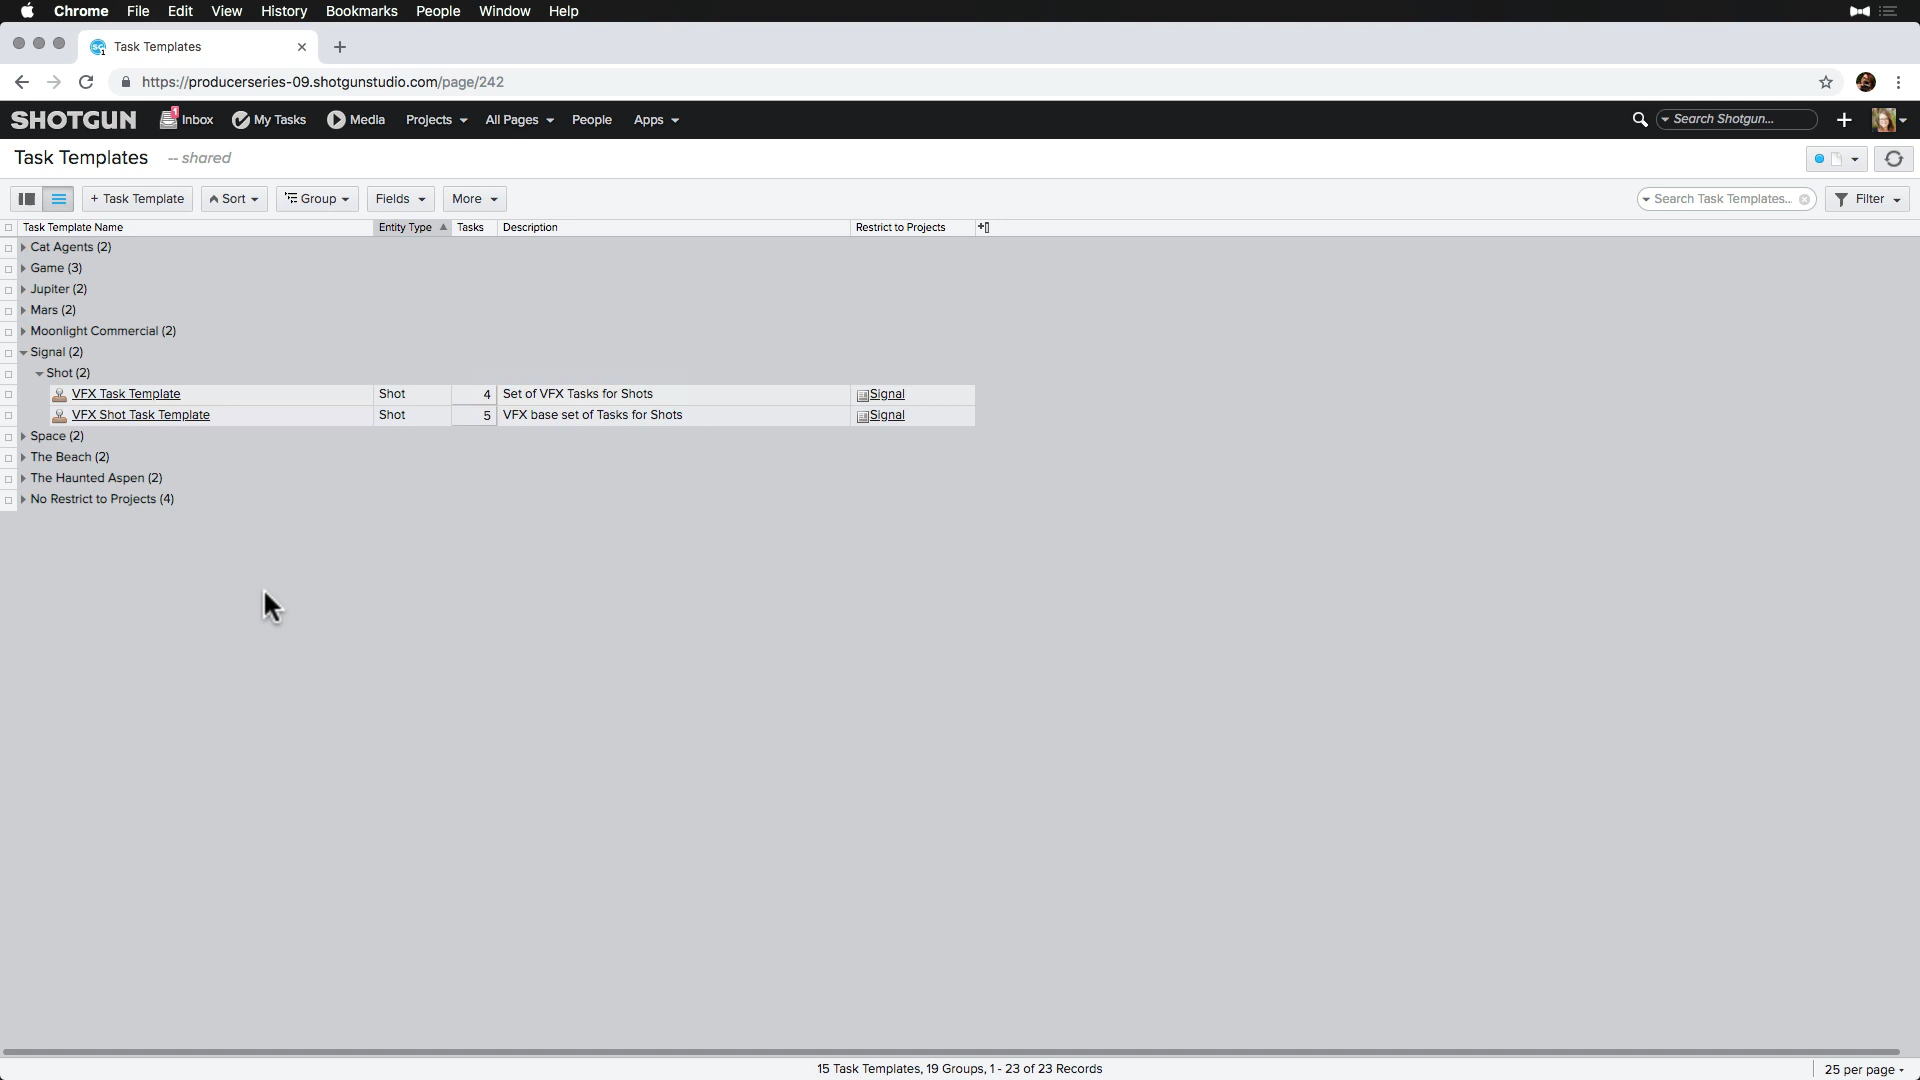 Chrome File Edit View History Bookmarks People Window Help
Task Templates
https://producerseries-09.shotgunstudio.com/page/242
SHOTGUN 1 Inbox My Tasks Media Projects All Pages People Apps Search Shotgun...
Task Templates -- shared
+ Task Template Sort Group Fields More Search Task Templates... Filter
Task Template Name Entity Type Tasks Description Restrict to Projects
Cat Agents (2)
Game (3)
Jupiter (2)
Mars (2)
Moonlight Commercial (2)
Signal (2)
Shot (2)
VFX Task Template Shot 4 Set of VFX Tasks for Shots Signal
VFX Shot Task Template Shot 5 VFX base set of Tasks for Shots Signal
Space (2)
The Beach (2)
The Haunted Aspen (2)
No Restrict to Projects (4)
15 Task Templates, 19 Groups, 1 - 23 of 23 Records 25 per page